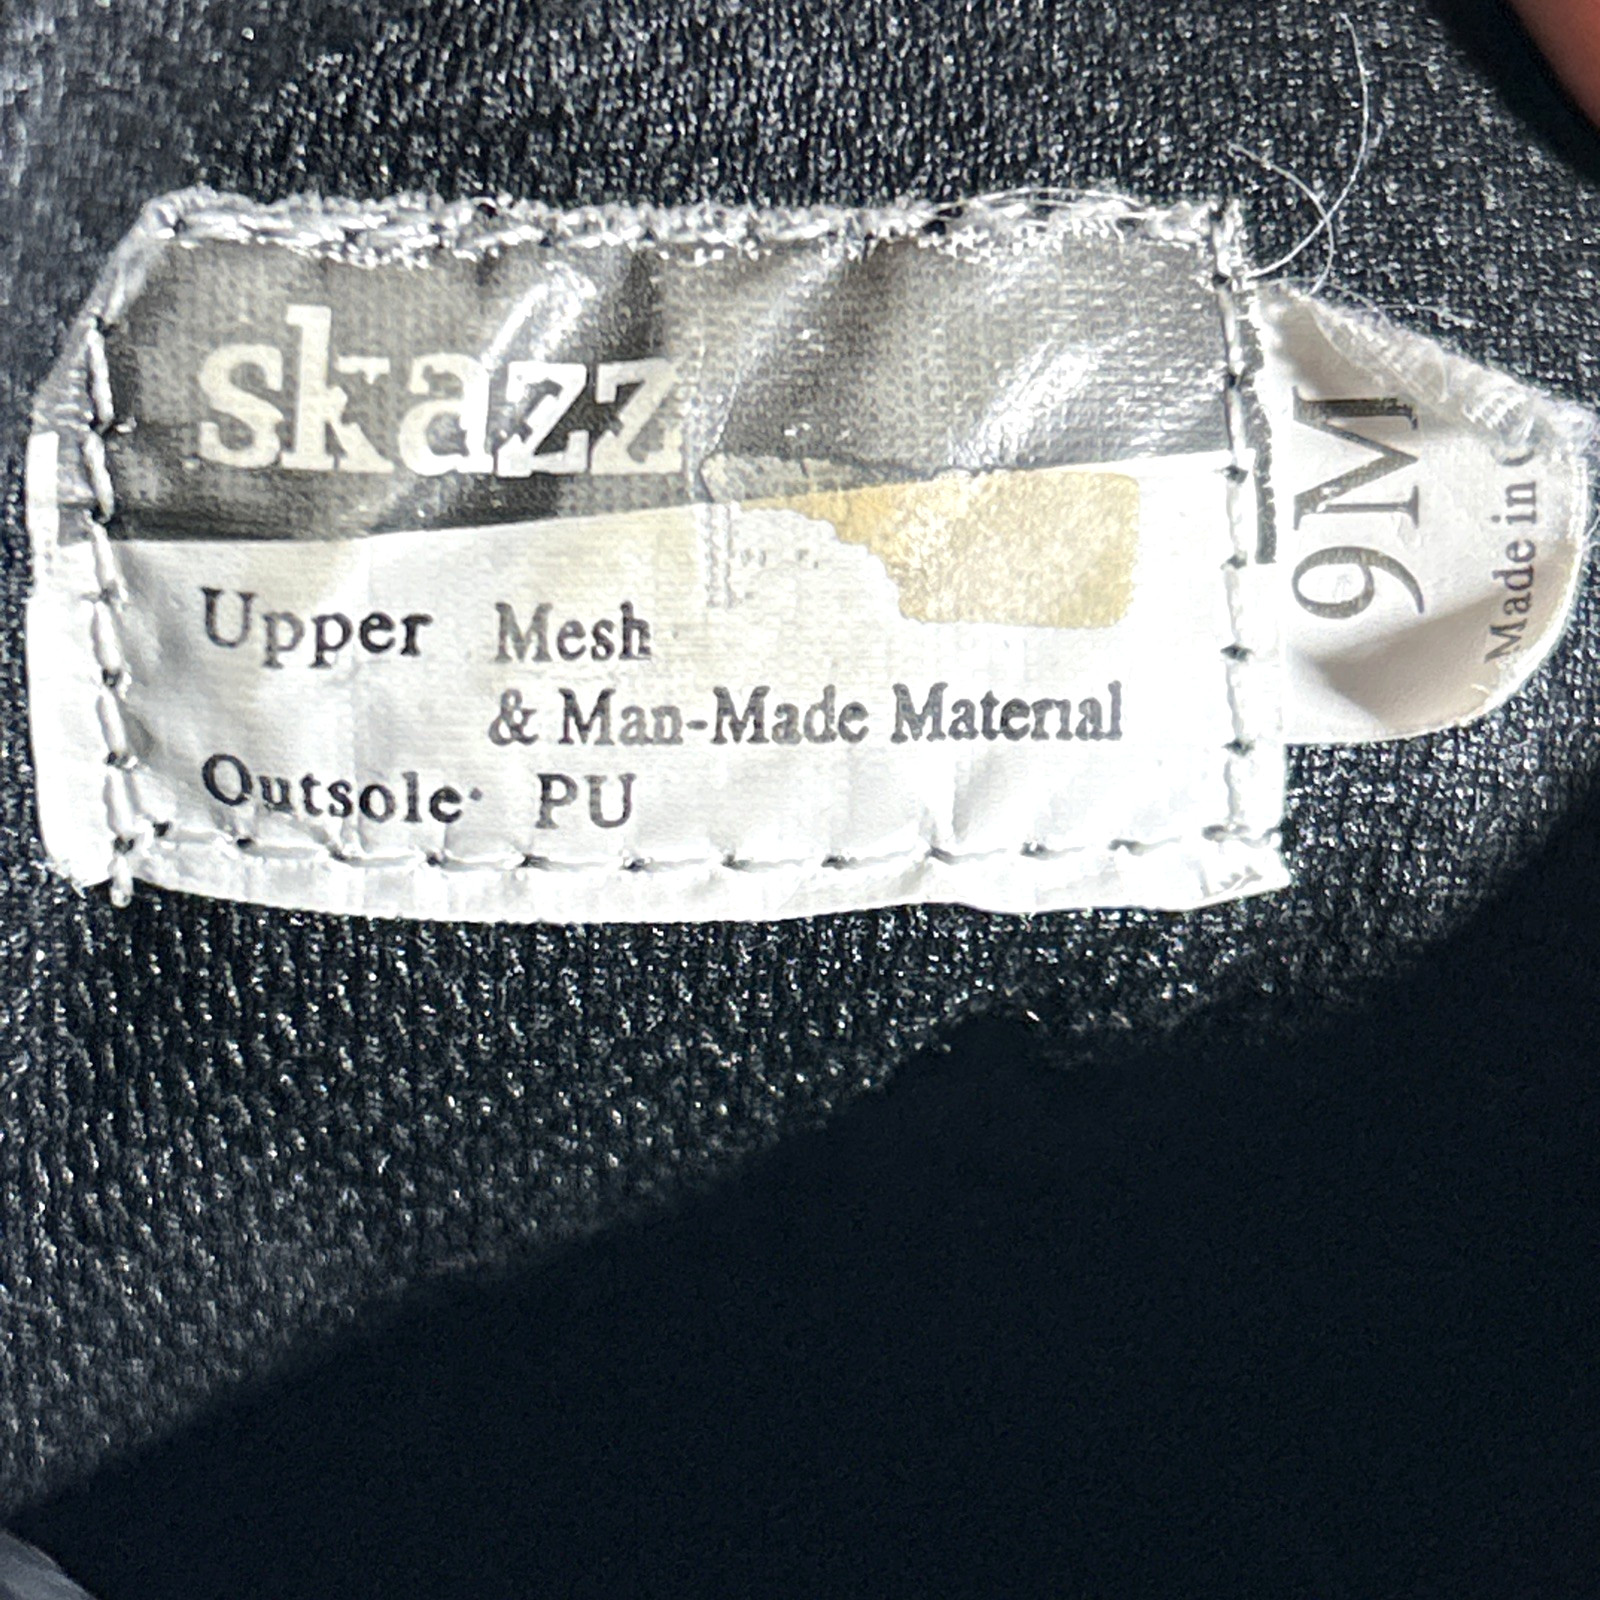 skazz
Upper Mesh
& Man-Made Material
Outsole· PU
9M
Made in